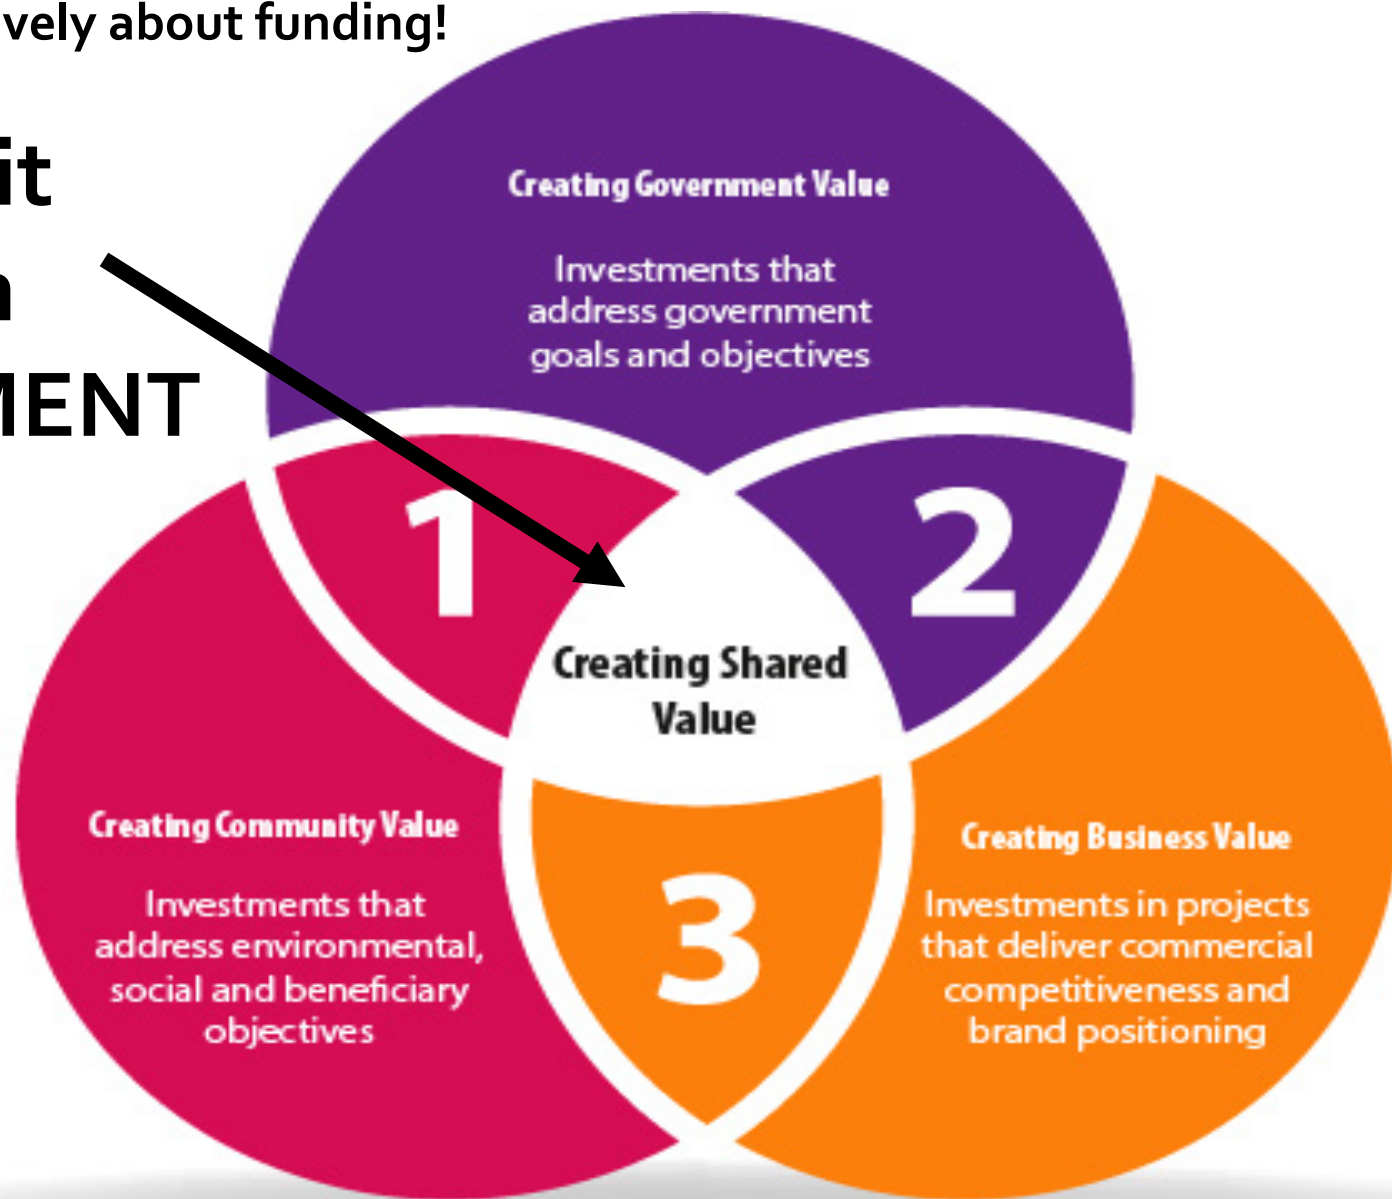 vely about funding!
it
MENT
Creating Government Value
Investments that
address government
goals and objectives
1
2
Creating Shared
Value
Creating Community Value
Investments that
address environmental,
social and beneficiary
objectives
3
Creating Business Value
Investments in projects
that deliver commercial
competitiveness and
brand positioning